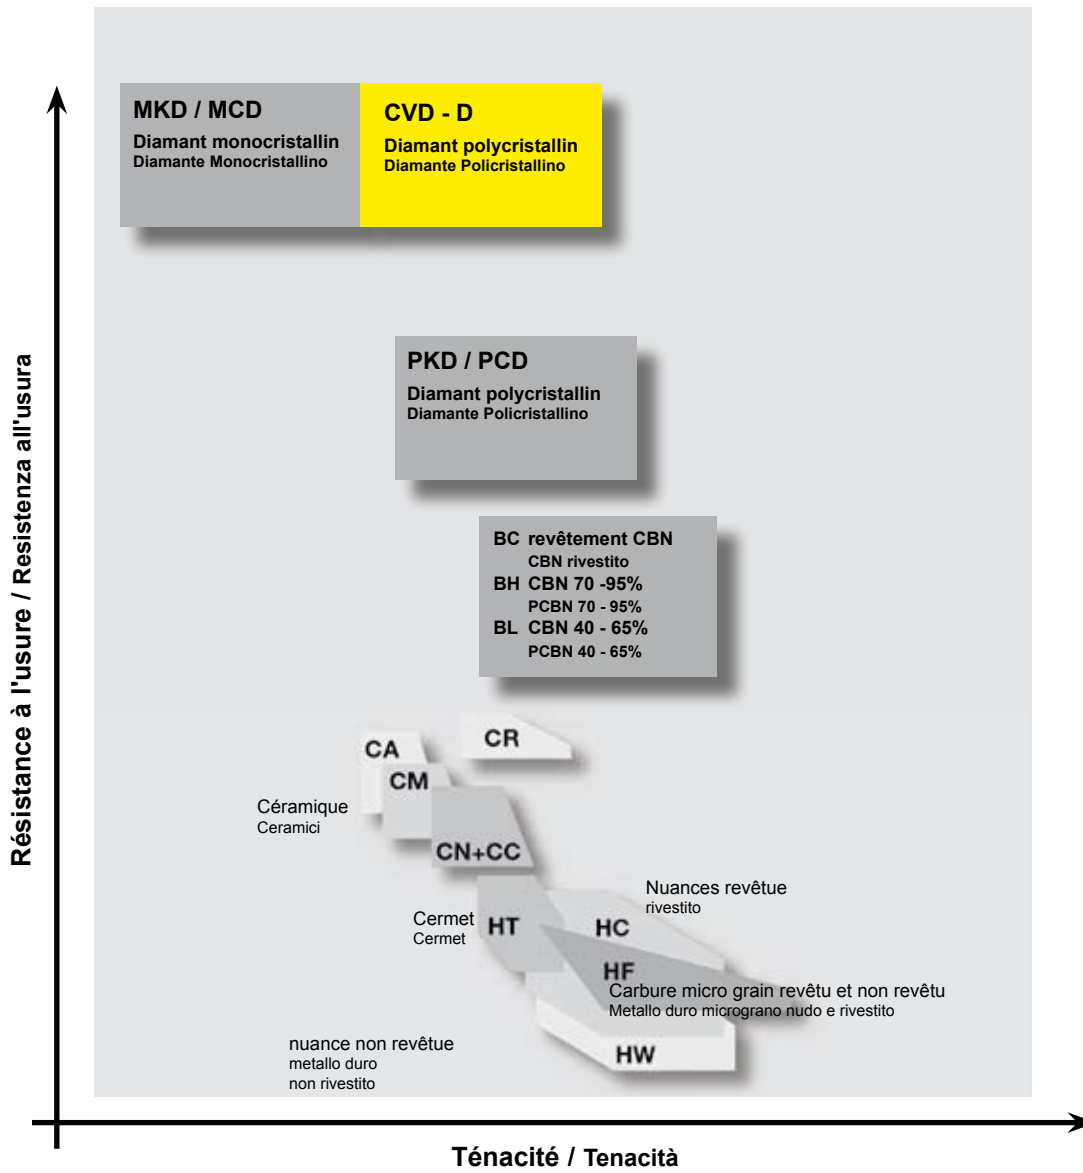 MKD / MCD
Diamant monocristallin
Diamante Monocristallino
CVD - D
Diamant polycristallin
Diamante Policristallino
PKD / PCD
Diamant polycristallin
Diamante Policristallino
BC revêtement CBN
CBN rivestito
BH CBN 70 -95%
PCBN 70 - 95%
BL CBN 40 - 65%
PCBN 40 - 65%
CR
CA
CM
Céramique
Ceramici
CN+CC
Nuances revêtue
rivestito
Cermet
Cermet
HT
HC
HF
Carbure micro grain revêtu et non revêtu
Metallo duro micrograno nudo e rivestito
nuance non revêtue
metallo duro
non rivestito
HW
Résistance à l'usure / Resistenza all'usura
Ténacité / Tenacità